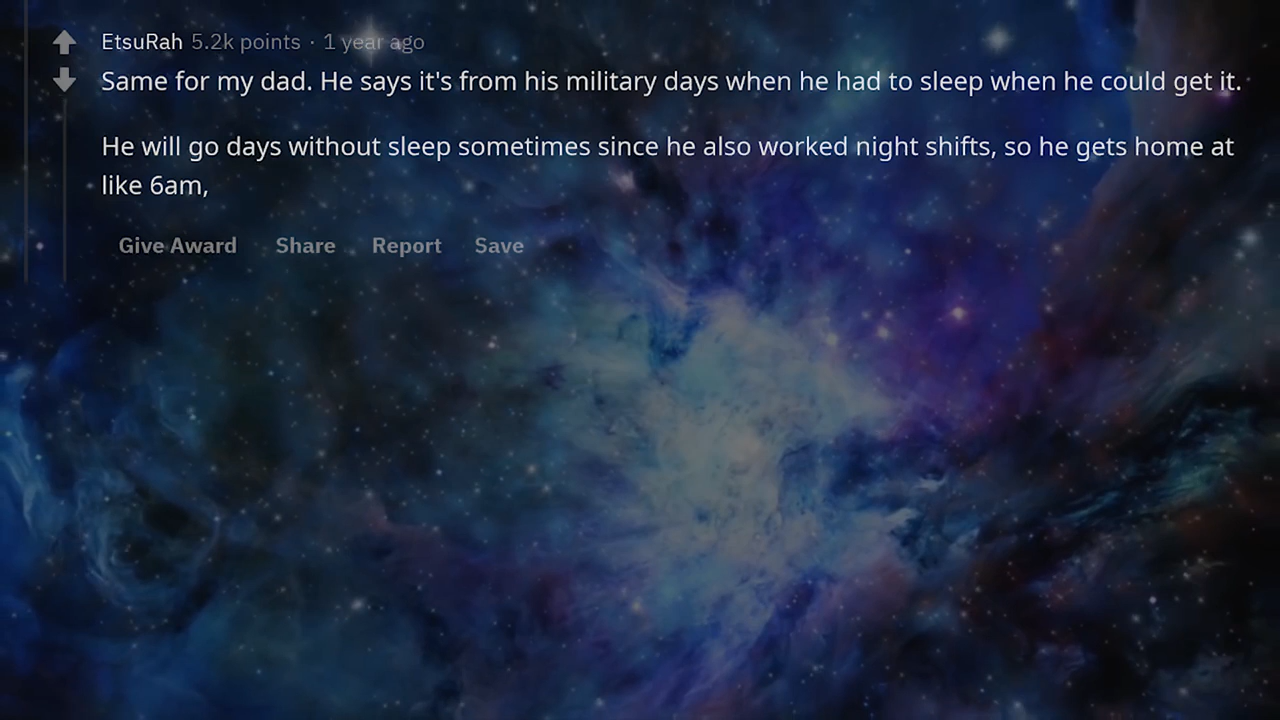 EtsuRah 5.2k points · 1 year ago
Same for my dad. He says it's from his military days when he had to sleep when he could get it.
He will go days without sleep sometimes since he also worked night shifts, so he gets home at
like 6am,
Give Award Share Report Save